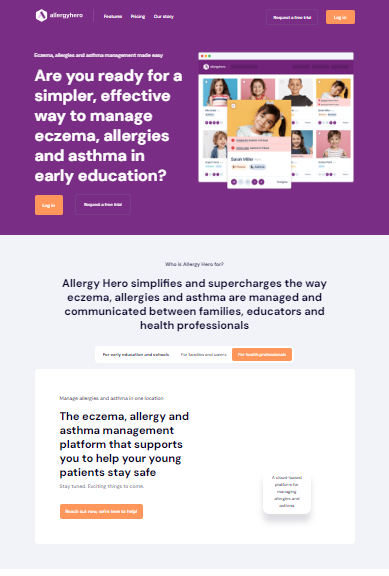 allergyhero
Features Pricing Our story
Request a free trial
Log in
Eczema, allergies and asthma management made easy
Are you ready for a
simpler, effective
way to manage
eczema, allergies
and asthma in
early education?
Log in
Request a free trial
allergyhero
Sarah Miller
Who is Allergy Hero for?
Allergy Hero simplifies and supercharges the way
eczema, allergies and asthma are managed and
communicated between families, educators and
health professionals
For early education and schools
For families and carers
For health professionals
Manage allergies and asthma in one location
The eczema, allergy and
asthma management
platform that supports
you to help your young
patients stay safe
Stay tuned. Exciting things to come.
Reach out now, we're here to help!
A cloud-based
platform for
managing
allergies and
asthma